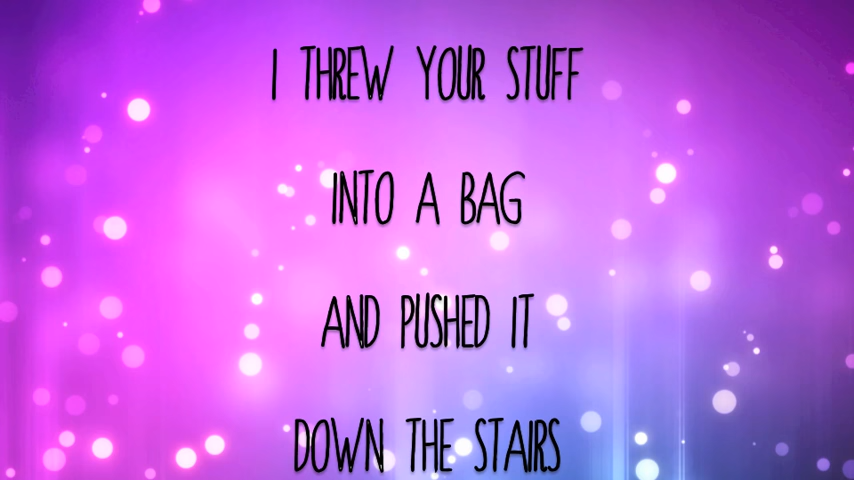 I THREW YOUR STUFF
INTO A BAG
AND PUSHED IT
DOWN THE STAIRS